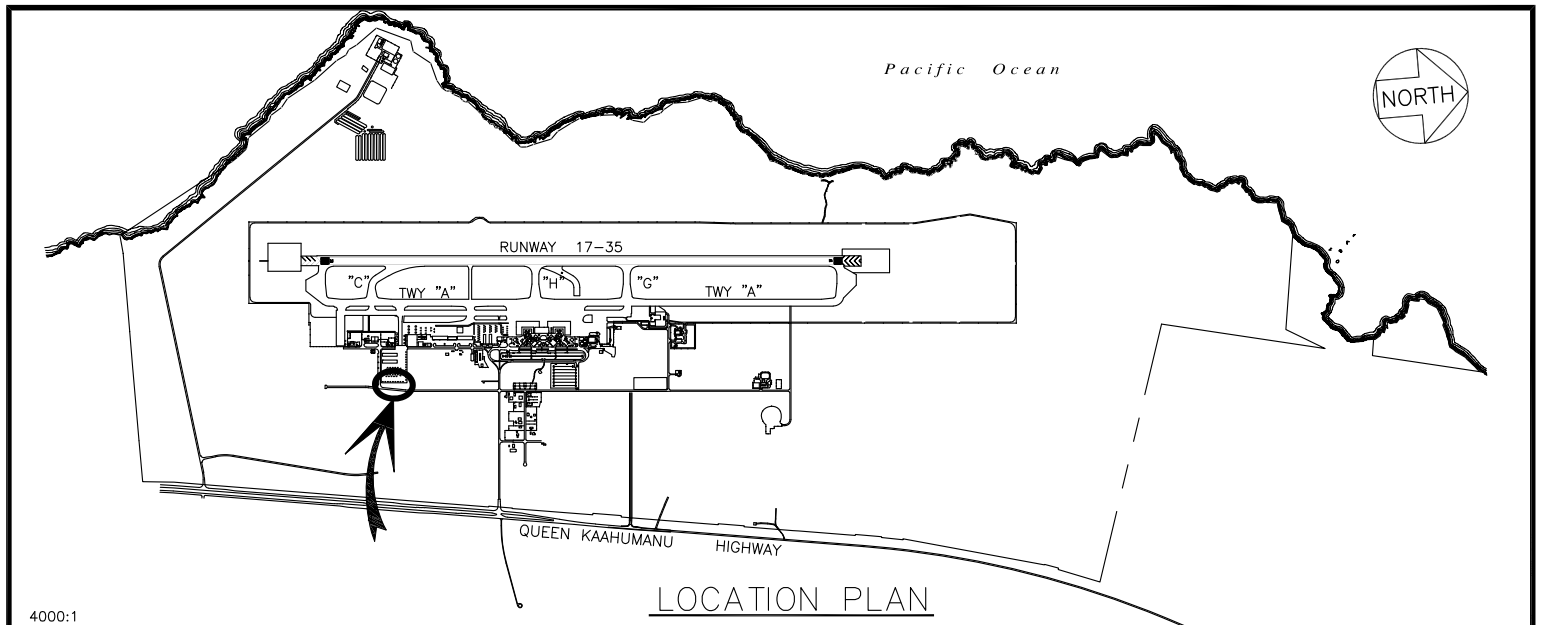 Pacific Ocean
NORTH
RUNWAY 17-35
"C"
"H"
"G"
TWY "A"
TWY "A"
QUEEN KAAHUMANU HIGHWAY
LOCATION PLAN
4000:1